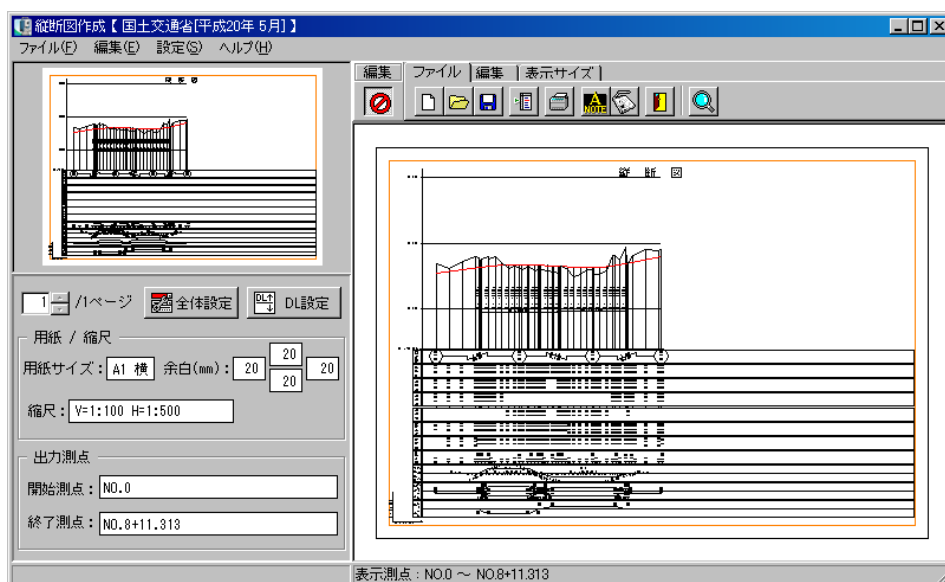 縦断図作成【 国土交通省[平成20年 5月] 】
ファイル(F) 編集(E) 設定(S) ヘルプ(H)
縦 断 図
1 /1ページ 全体設定 DL設定
用紙 / 縮尺
用紙サイズ： A1 横 余白(mm)： 20 20 20 20
縮尺： V=1:100 H=1:500
出力測点
開始測点： NO.0
終了測点： NO.8+11.313
編集 ファイル 編集 表示サイズ
A NOTE
縦 断 図
表示測点：NO.0 ～ NO.8+11.313